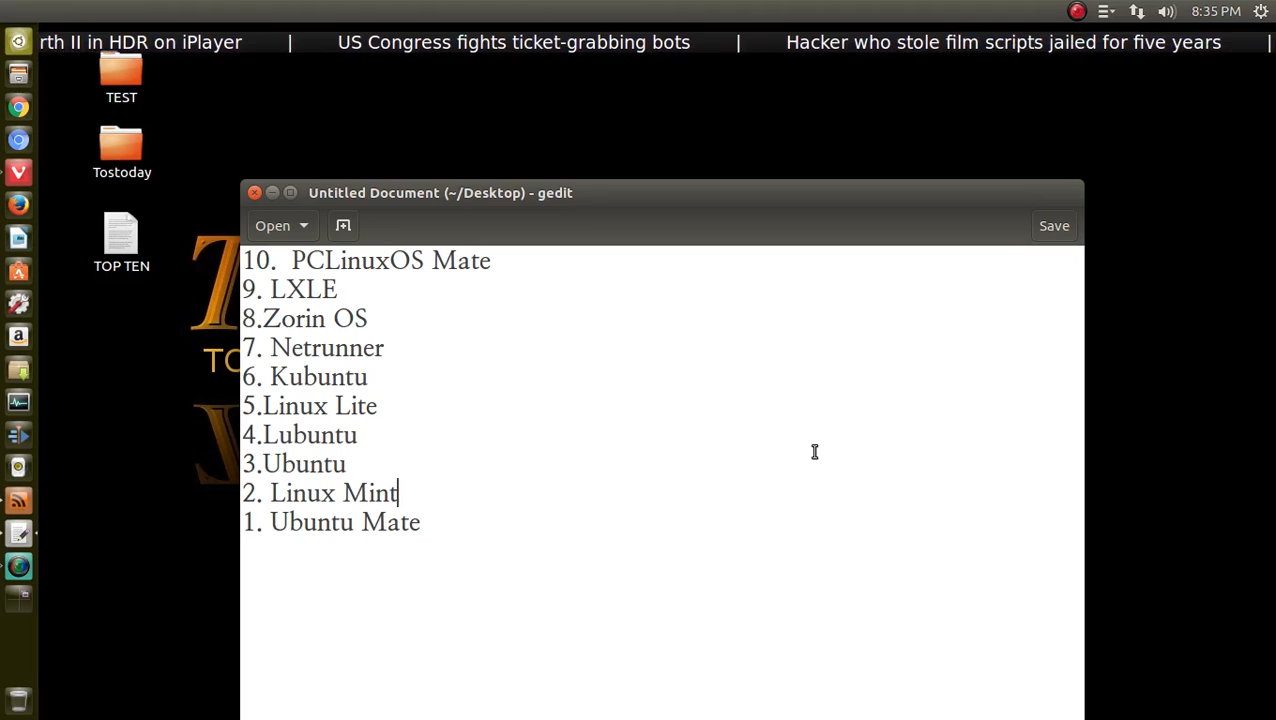 8:35 PM
rth II in HDR on iPlayer | US Congress fights ticket-grabbing bots | Hacker who stole film scripts jailed for five years |
TEST
Tostoday
TOP TEN
T
TO
Untitled Document (~/Desktop) - gedit
Open
Save
10. PCLinuxOS Mate
9. LXLE
8.Zorin OS
7. Netrunner
6. Kubuntu
5.Linux Lite
4.Lubuntu
3.Ubuntu
2. Linux Mint
1. Ubuntu Mate